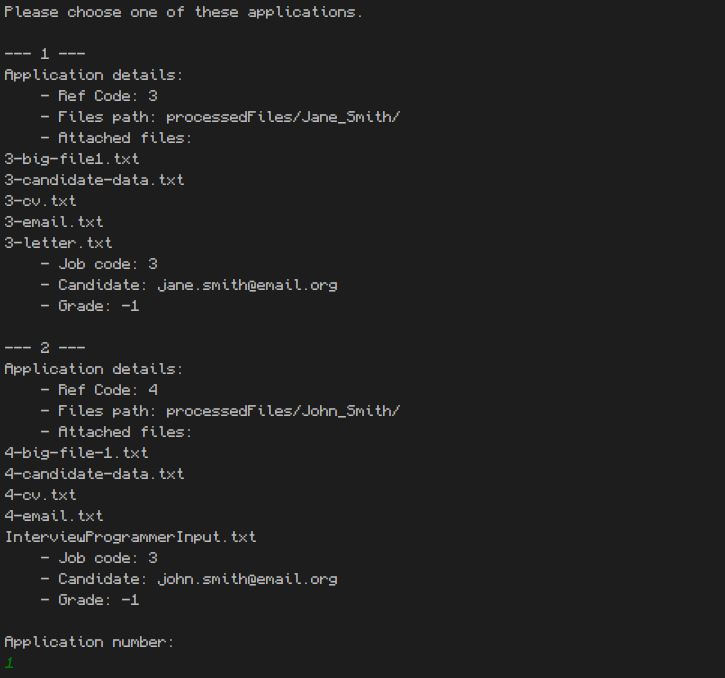 Please choose one of these applications.
--- 1 ---
Application details:
- Ref Code: 3
- Files path: processedFiles/Jane_Smith/
- Attached files:
3-big-file1.txt
3-candidate-data.txt
3-cv.txt
3-email.txt
3-letter.txt
- Job code: 3
- Candidate: jane.smith@email.org
- Grade: -1
--- 2 ---
Application details:
- Ref Code: 4
- Files path: processedFiles/John_Smith/
- Attached files:
4-big-file-1.txt
4-candidate-data.txt
4-cv.txt
4-email.txt
InterviewProgrammerInput.txt
- Job code: 3
- Candidate: john.smith@email.org
- Grade: -1
Application number:
1